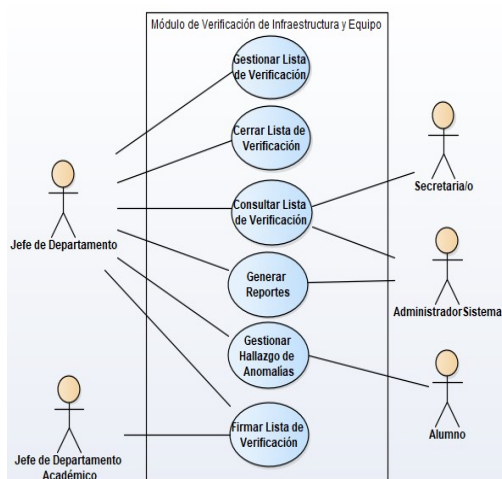 Módulo de Verificación de Infraestructura y Equipo
Gestionar Lista
de Verificación
Cerrar Lista de
Verificación
Consultar Lista
de Verificación
Generar
Reportes
Gestionar
Hallazgo de
Anomalías
Firmar Lista de
Verificación
Jefe de Departamento
Jefe de Departamento
Académico
Secretaria/o
AdministradorSistema
Alumno